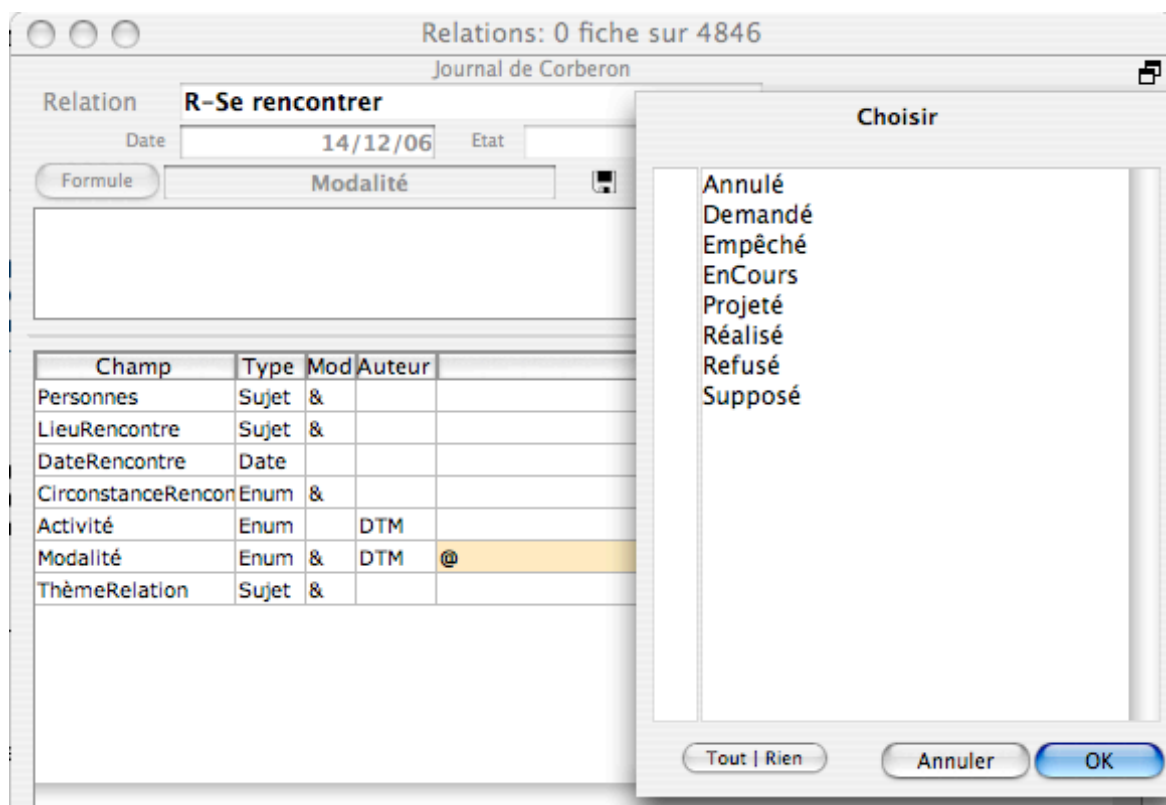 Relations: 0 fiche sur 4846
Journal de Corberon
Relation R-Se rencontrer
Date 14/12/06 Etat
Formule Modalité
Champ Type Mod Auteur
Personnes Sujet &
LieuRencontre Sujet &
DateRencontre Date
CirconstanceRencon Enum &
Activité Enum DTM
Modalité Enum & DTM @
ThèmeRelation Sujet &
Choisir
Annulé
Demandé
Empêché
EnCours
Projeté
Réalisé
Refusé
Supposé
Tout | Rien Annuler OK